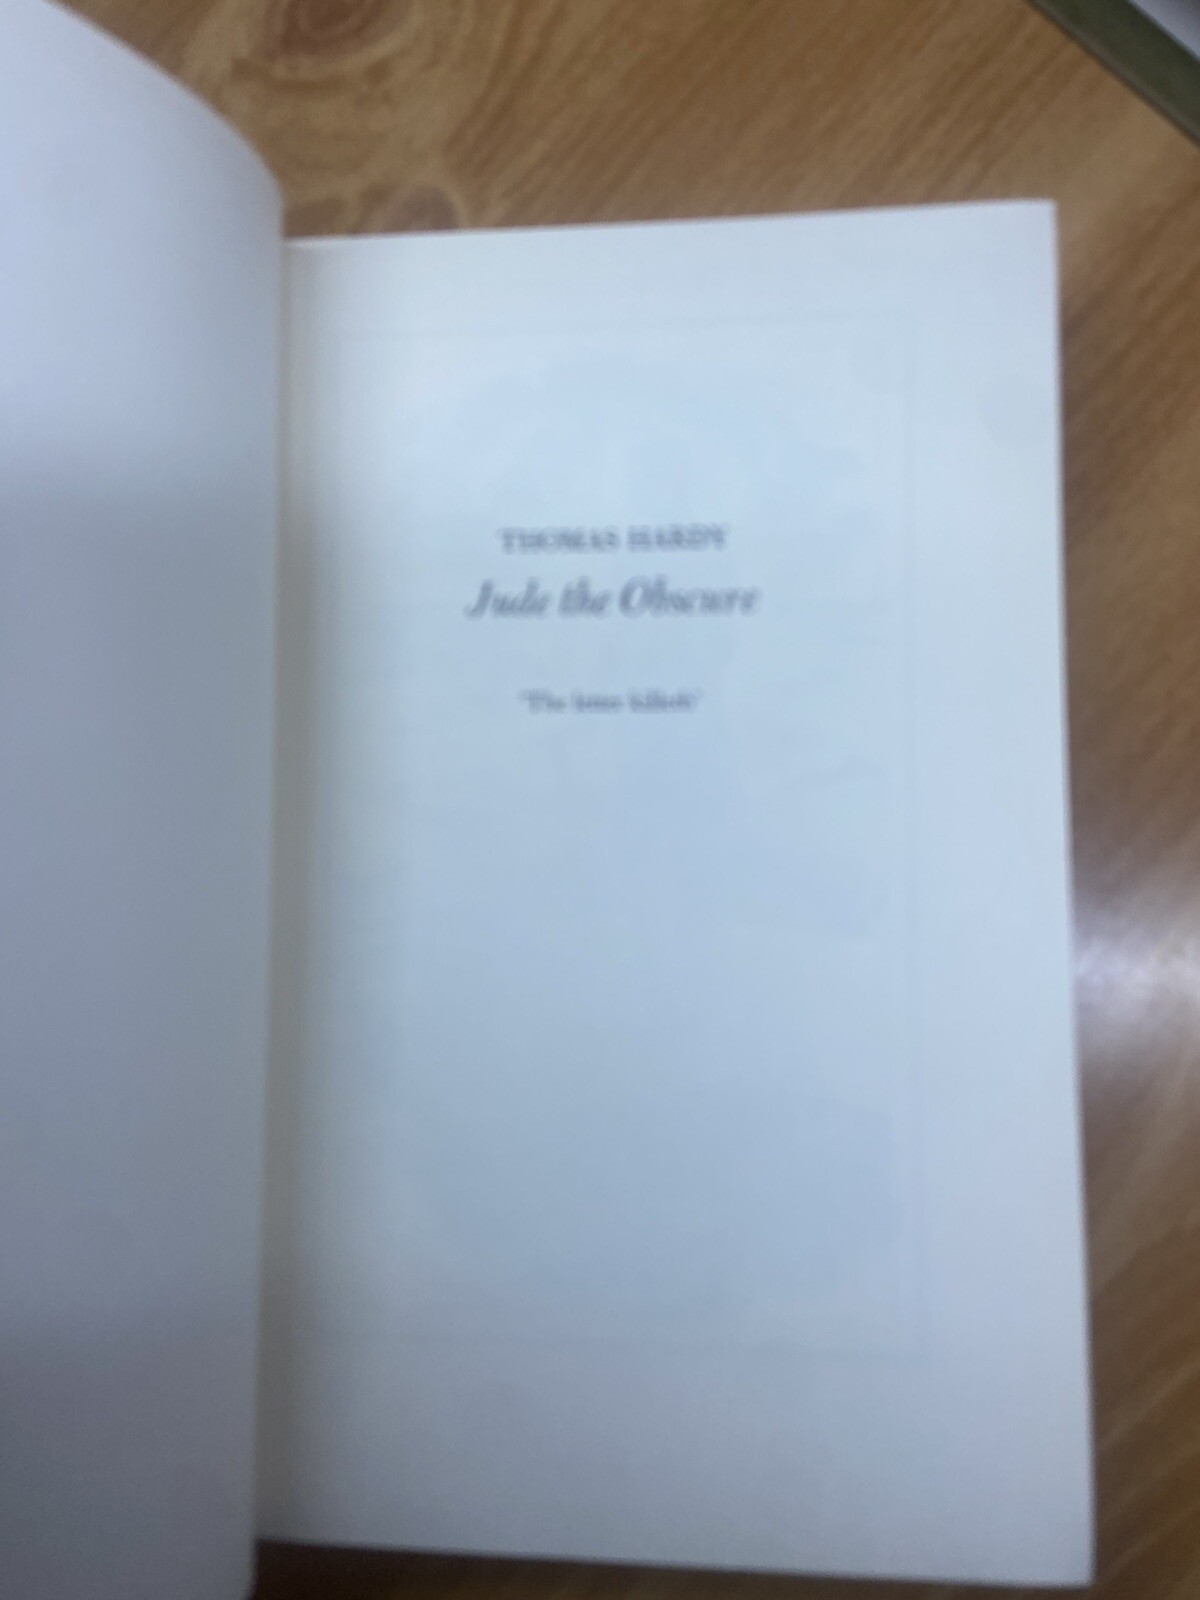 THOMAS HARDY
Jude the Obscure
'The letter killeth'